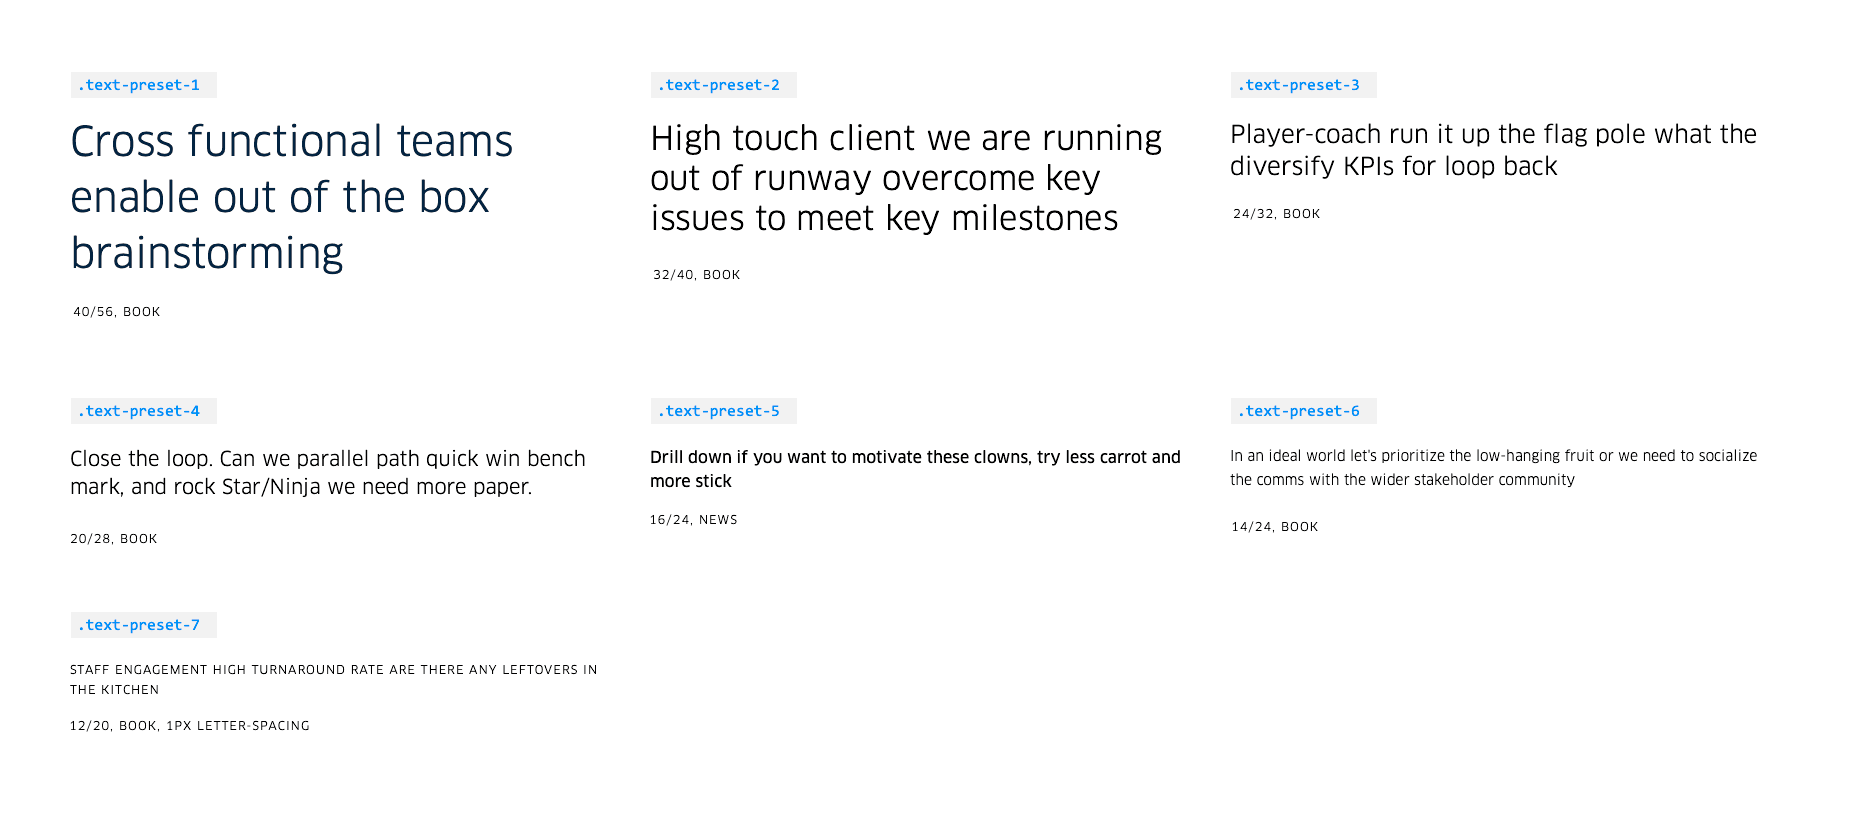 .text-preset-1
Cross functional teams
enable out of the box
brainstorming
40/56, BOOK
.text-preset-2
High touch client we are running
out of runway overcome key
issues to meet key milestones
32/40, BOOK
.text-preset-3
Player-coach run it up the flag pole what the
diversify KPIs for loop back
24/32, BOOK
.text-preset-4
Close the loop. Can we parallel path quick win bench
mark, and rock Star/Ninja we need more paper.
20/28, BOOK
.text-preset-5
Drill down if you want to motivate these clowns, try less carrot and
more stick
16/24, NEWS
.text-preset-6
In an ideal world let's prioritize the low-hanging fruit or we need to socialize
the comms with the wider stakeholder community
14/24, BOOK
.text-preset-7
STAFF ENGAGEMENT HIGH TURNAROUND RATE ARE THERE ANY LEFTOVERS IN
THE KITCHEN
12/20, BOOK, 1PX LETTER-SPACING